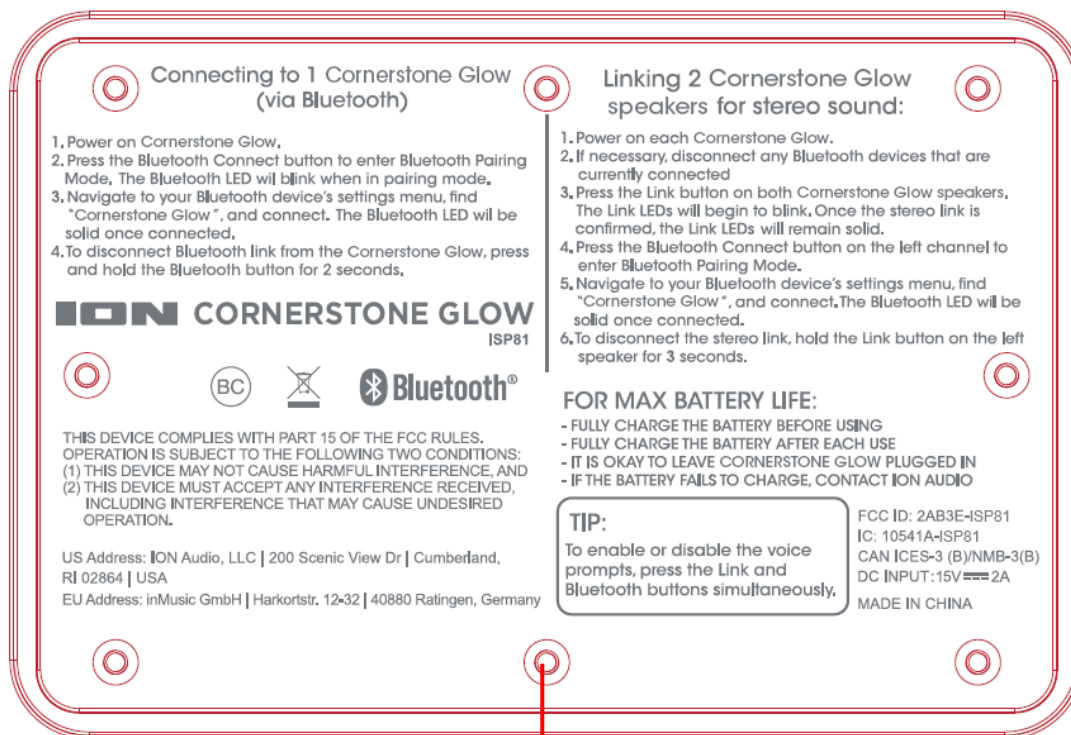 Connecting to 1 Cornerstone Glow
(via Bluetooth)
1. Power on Cornerstone Glow.
2. Press the Bluetooth Connect button to enter Bluetooth Pairing
Mode. The Bluetooth LED will blink when in pairing mode.
3. Navigate to your Bluetooth device's settings menu, find
"Cornerstone Glow", and connect. The Bluetooth LED will be
solid once connected.
4. To disconnect Bluetooth link from the Cornerstone Glow, press
and hold the Bluetooth button for 2 seconds.
ION CORNERSTONE GLOW
ISP81
BC
Bluetooth®
THIS DEVICE COMPLIES WITH PART 15 OF THE FCC RULES.
OPERATION IS SUBJECT TO THE FOLLOWING TWO CONDITIONS:
(1) THIS DEVICE MAY NOT CAUSE HARMFUL INTERFERENCE, AND
(2) THIS DEVICE MUST ACCEPT ANY INTERFERENCE RECEIVED,
INCLUDING INTERFERENCE THAT MAY CAUSE UNDESIRED
OPERATION.
US Address: ION Audio, LLC | 200 Scenic View Dr | Cumberland,
RI 02864 | USA
EU Address: inMusic GmbH | Harkortstr. 12-32 | 40880 Ratingen, Germany
Linking 2 Cornerstone Glow
speakers for stereo sound:
1. Power on each Cornerstone Glow.
2. If necessary, disconnect any Bluetooth devices that are
currently connected
3. Press the Link button on both Cornerstone Glow speakers.
The Link LEDs will begin to blink. Once the stereo link is
confirmed, the Link LEDs will remain solid.
4. Press the Bluetooth Connect button on the left channel to
enter Bluetooth Pairing Mode.
5. Navigate to your Bluetooth device's settings menu, find
"Cornerstone Glow", and connect. The Bluetooth LED will be
solid once connected.
6. To disconnect the stereo link, hold the Link button on the left
speaker for 3 seconds.
FOR MAX BATTERY LIFE:
- FULLY CHARGE THE BATTERY BEFORE USING
- FULLY CHARGE THE BATTERY AFTER EACH USE
- IT IS OKAY TO LEAVE CORNERSTONE GLOW PLUGGED IN
- IF THE BATTERY FAILS TO CHARGE, CONTACT ION AUDIO
TIP:
To enable or disable the voice
prompts, press the Link and
Bluetooth buttons simultaneously.
FCC ID: 2AB3E-ISP81
IC: 10541A-ISP81
CAN ICES-3 (B)/NMB-3(B)
DC INPUT: 15V⎓2A
MADE IN CHINA